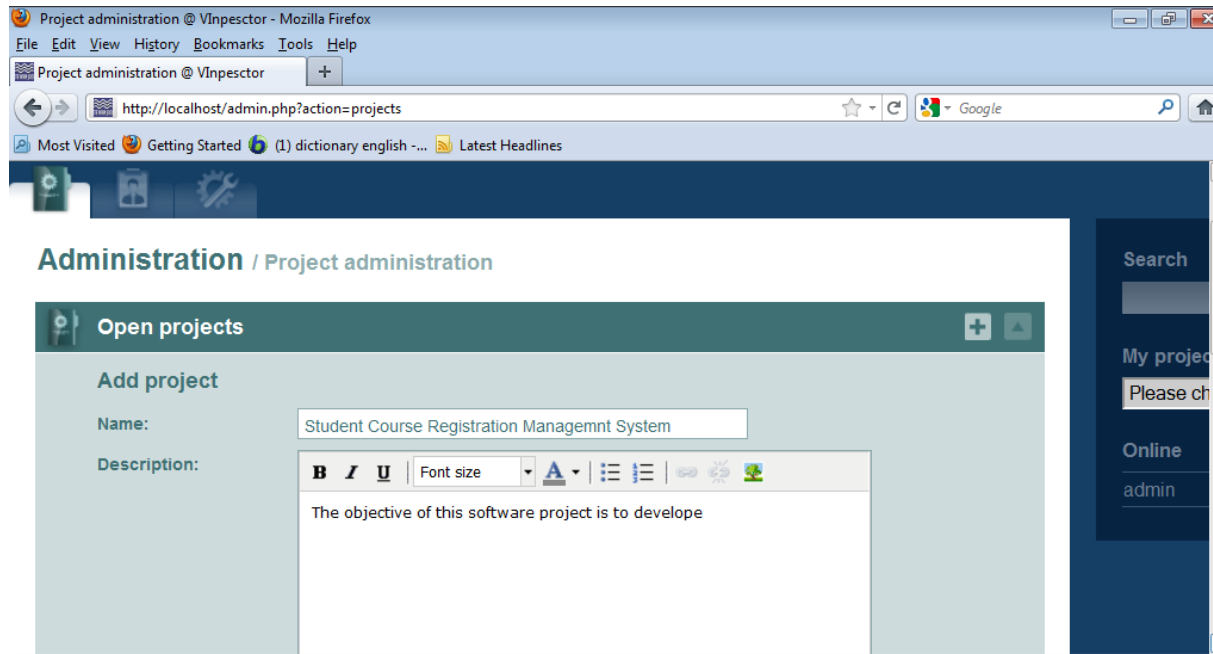 Project administration @ VInpesctor - Mozilla Firefox
File Edit View History Bookmarks Tools Help
Project administration @ VInpesctor
http://localhost/admin.php?action=projects
Google
Most Visited Getting Started (1) dictionary english -... Latest Headlines
Administration / Project administration
Open projects
Add project
Name: Student Course Registration Managemnt System
Description:
B I U Font size A
The objective of this software project is to develope
Search
My projec
Please ch
Online
admin